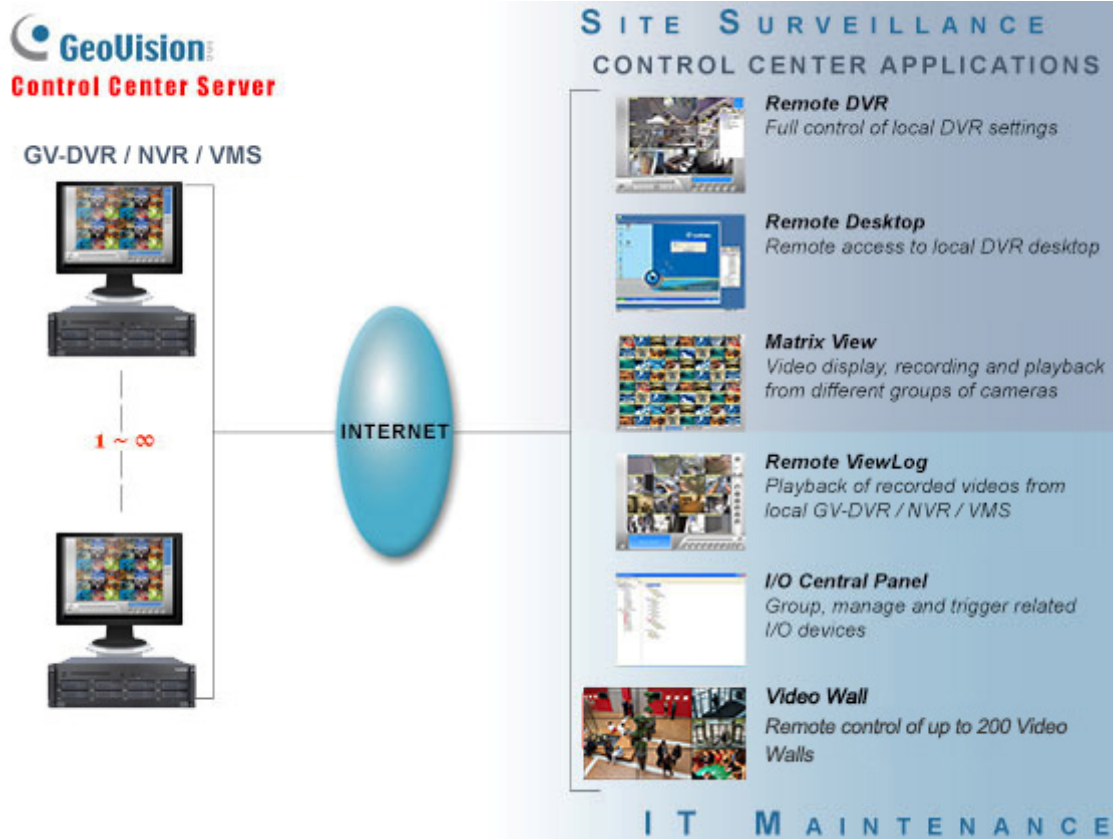 GeoVision
Control Center Server
GV-DVR / NVR / VMS
1 ~ ∞
INTERNET
SITE SURVEILLANCE
CONTROL CENTER APPLICATIONS
Remote DVR
Full control of local DVR settings
Remote Desktop
Remote access to local DVR desktop
Matrix View
Video display, recording and playback
from different groups of cameras
Remote ViewLog
Playback of recorded videos from
local GV-DVR / NVR / VMS
I/O Central Panel
Group, manage and trigger related
I/O devices
Video Wall
Remote control of up to 200 Video
Walls
IT MAINTENANCE